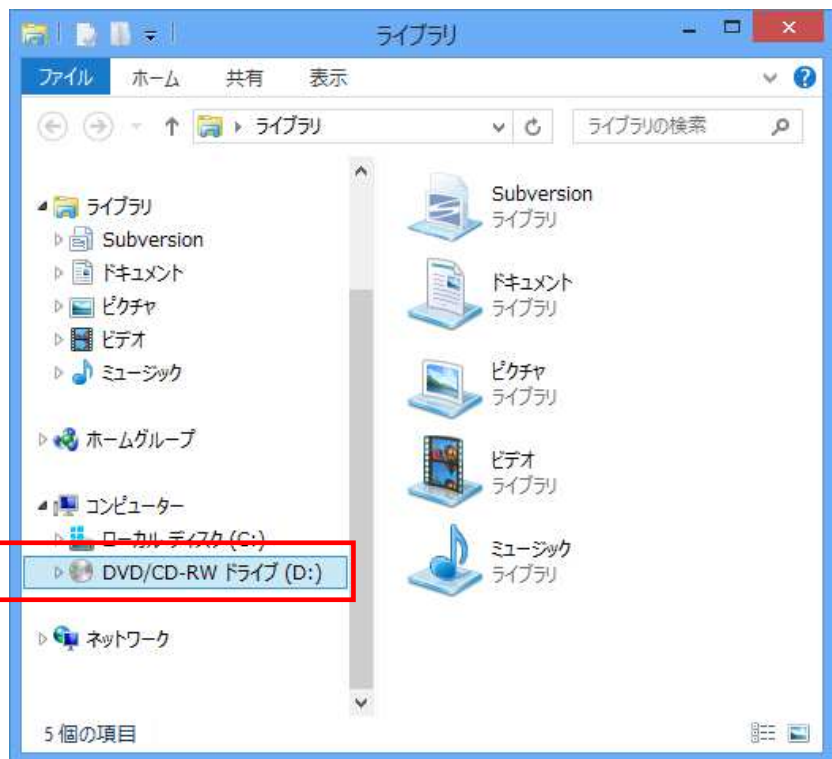 ライブラリ
ファイル ホーム 共有 表示
ライブラリ ライブラリの検索
ライブラリ
Subversion
ドキュメント
ピクチャ
ビデオ
ミュージック
ホームグループ
コンピューター
ローカル ディスク (C:)
DVD/CD-RW ドライブ (D:)
ネットワーク
Subversion
ライブラリ
ドキュメント
ライブラリ
ピクチャ
ライブラリ
ビデオ
ライブラリ
ミュージック
ライブラリ
5 個の項目